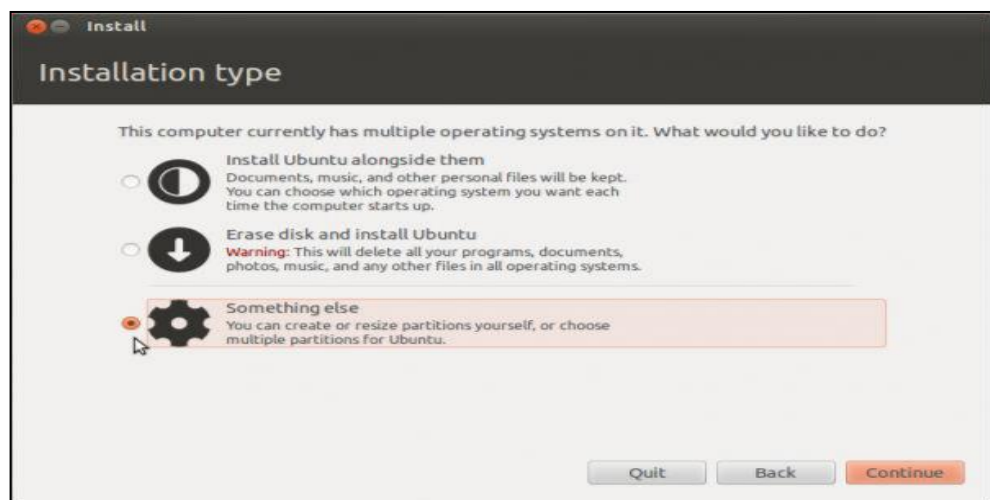 Install
Installation type
This computer currently has multiple operating systems on it. What would you like to do?
Install Ubuntu alongside them
Documents, music, and other personal files will be kept.
You can choose which operating system you want each
time the computer starts up.
Erase disk and install Ubuntu
Warning: This will delete all your programs, documents,
photos, music, and any other files in all operating systems.
Something else
You can create or resize partitions yourself, or choose
multiple partitions for Ubuntu.
Quit Back Continue